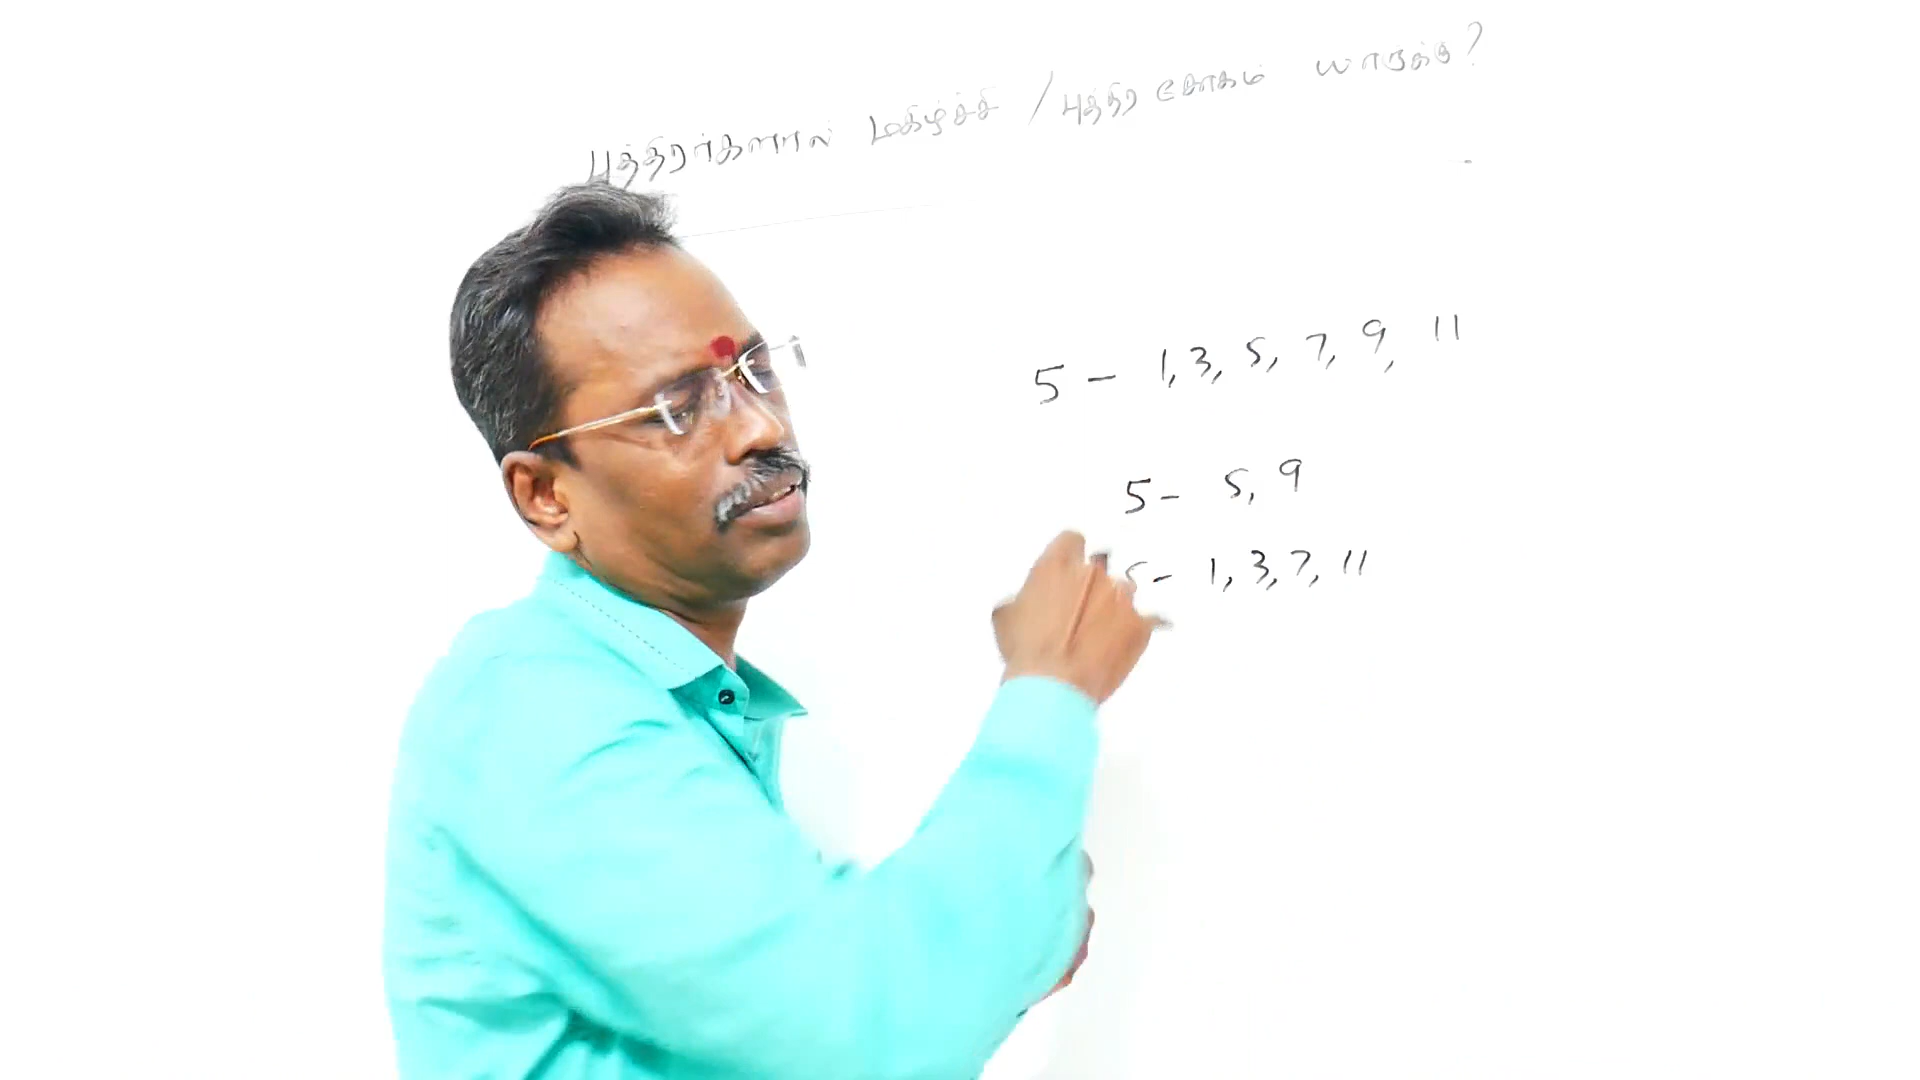 புத்திரர்களால் மகிழ்ச்சி / புத்திர சோகம் யாருக்கு?
5 - 1, 3, 5, 7, 9, 11
5 - 5, 9
5 - 1, 3, 7, 11